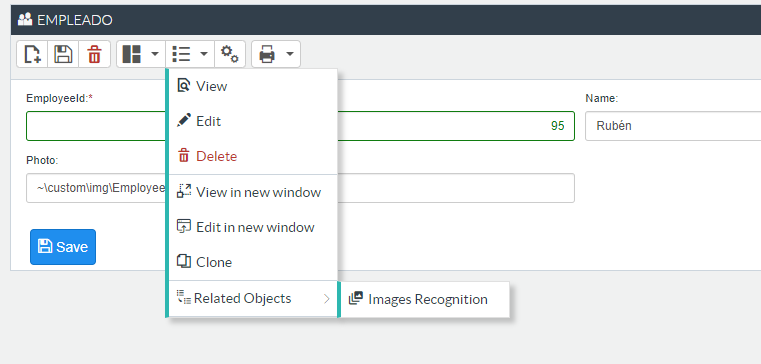 EMPLEADO
View
Edit
Delete
View in new window
Edit in new window
Clone
Related Objects
Images Recognition
EmployeeId:*
95
Name:
Rubén
Photo:
~\custom\img\Employee
Save